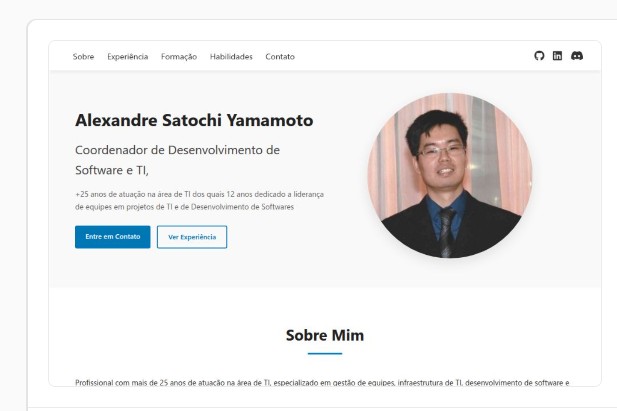 Sobre Experiência Formação Habilidades Contato
Alexandre Satochi Yamamoto
Coordenador de Desenvolvimento de
Software e TI,
+25 anos de atuação na área de TI dos quais 12 anos dedicado a liderança
de equipes em projetos de TI e de Desenvolvimento de Softwares
Entre em Contato Ver Experiência
Sobre Mim
Profissional com mais de 25 anos de atuação na área de TI, especializado em gestão de equipes, infraestrutura de TI, desenvolvimento de software e